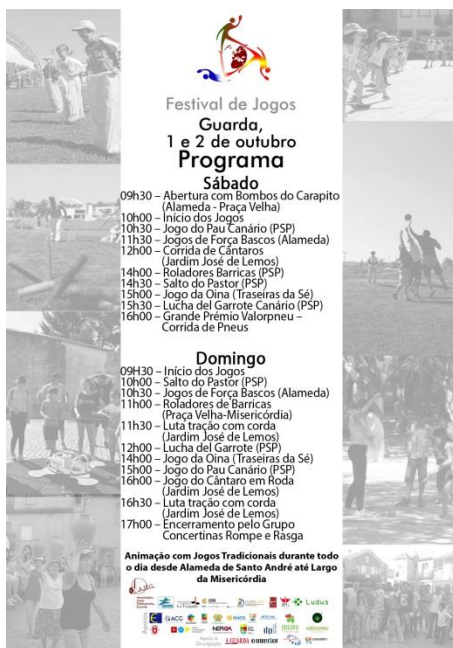 Festival de Jogos
Guarda,
1 e 2 de outubro
Programa
Sábado
09h30 – Abertura com Bombos do Carapito
(Alameda - Praça Velha)
10h00 – Início dos Jogos
10h30 – Jogo do Pau Canário (PSP)
11h30 – Jogos de Força Bascos (Alameda)
12h00 – Corrida de Cântaros
(Jardim José de Lemos)
14h00 – Roladores Barricas (PSP)
14h30 – Salto do Pastor (PSP)
15h00 – Jogo da Oina (Traseiras da Sé)
15h30 – Lucha del Garrote Canário (PSP)
16h00 – Grande Prémio Valorpneu –
Corrida de Pneus
Domingo
09H30 – Início dos Jogos
10h00 – Salto do Pastor (PSP)
10h30 – Jogos de Força Bascos (Alameda)
11h00 – Roladores de Barricas
(Praça Velha-Misericórdia)
11h30 – Luta tração com corda
(Jardim José de Lemos)
12h00 – Lucha del Garrote (PSP)
14h00 – Jogo da Oina (Traseiras da Sé)
15h00 – Jogo do Pau Canário (PSP)
16h00 – Jogo do Cântaro em Roda
(Jardim José de Lemos)
16h30 – Luta tração com corda
(Jardim José de Lemos)
17h00 – Encerramento pelo Grupo
Concertinas Rompe e Rasga
Animação com Jogos Tradicionais durante todo
o dia desde Alameda de Santo André até Largo
da Misericórdia
Ludus
ACG
NERGA
A GUARDA